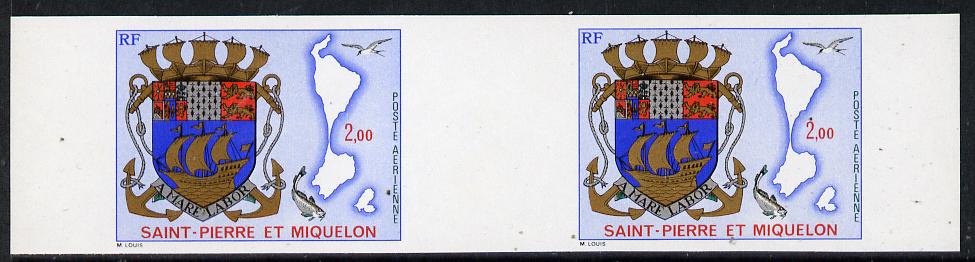 RF
2,00
POSTE AERIENNE
A MARE LABOR
SAINT-PIERRE ET MIQUELON
M. LOUIS
RF
2,00
POSTE AERIENNE
A MARE LABOR
SAINT-PIERRE ET MIQUELON
M. LOUIS